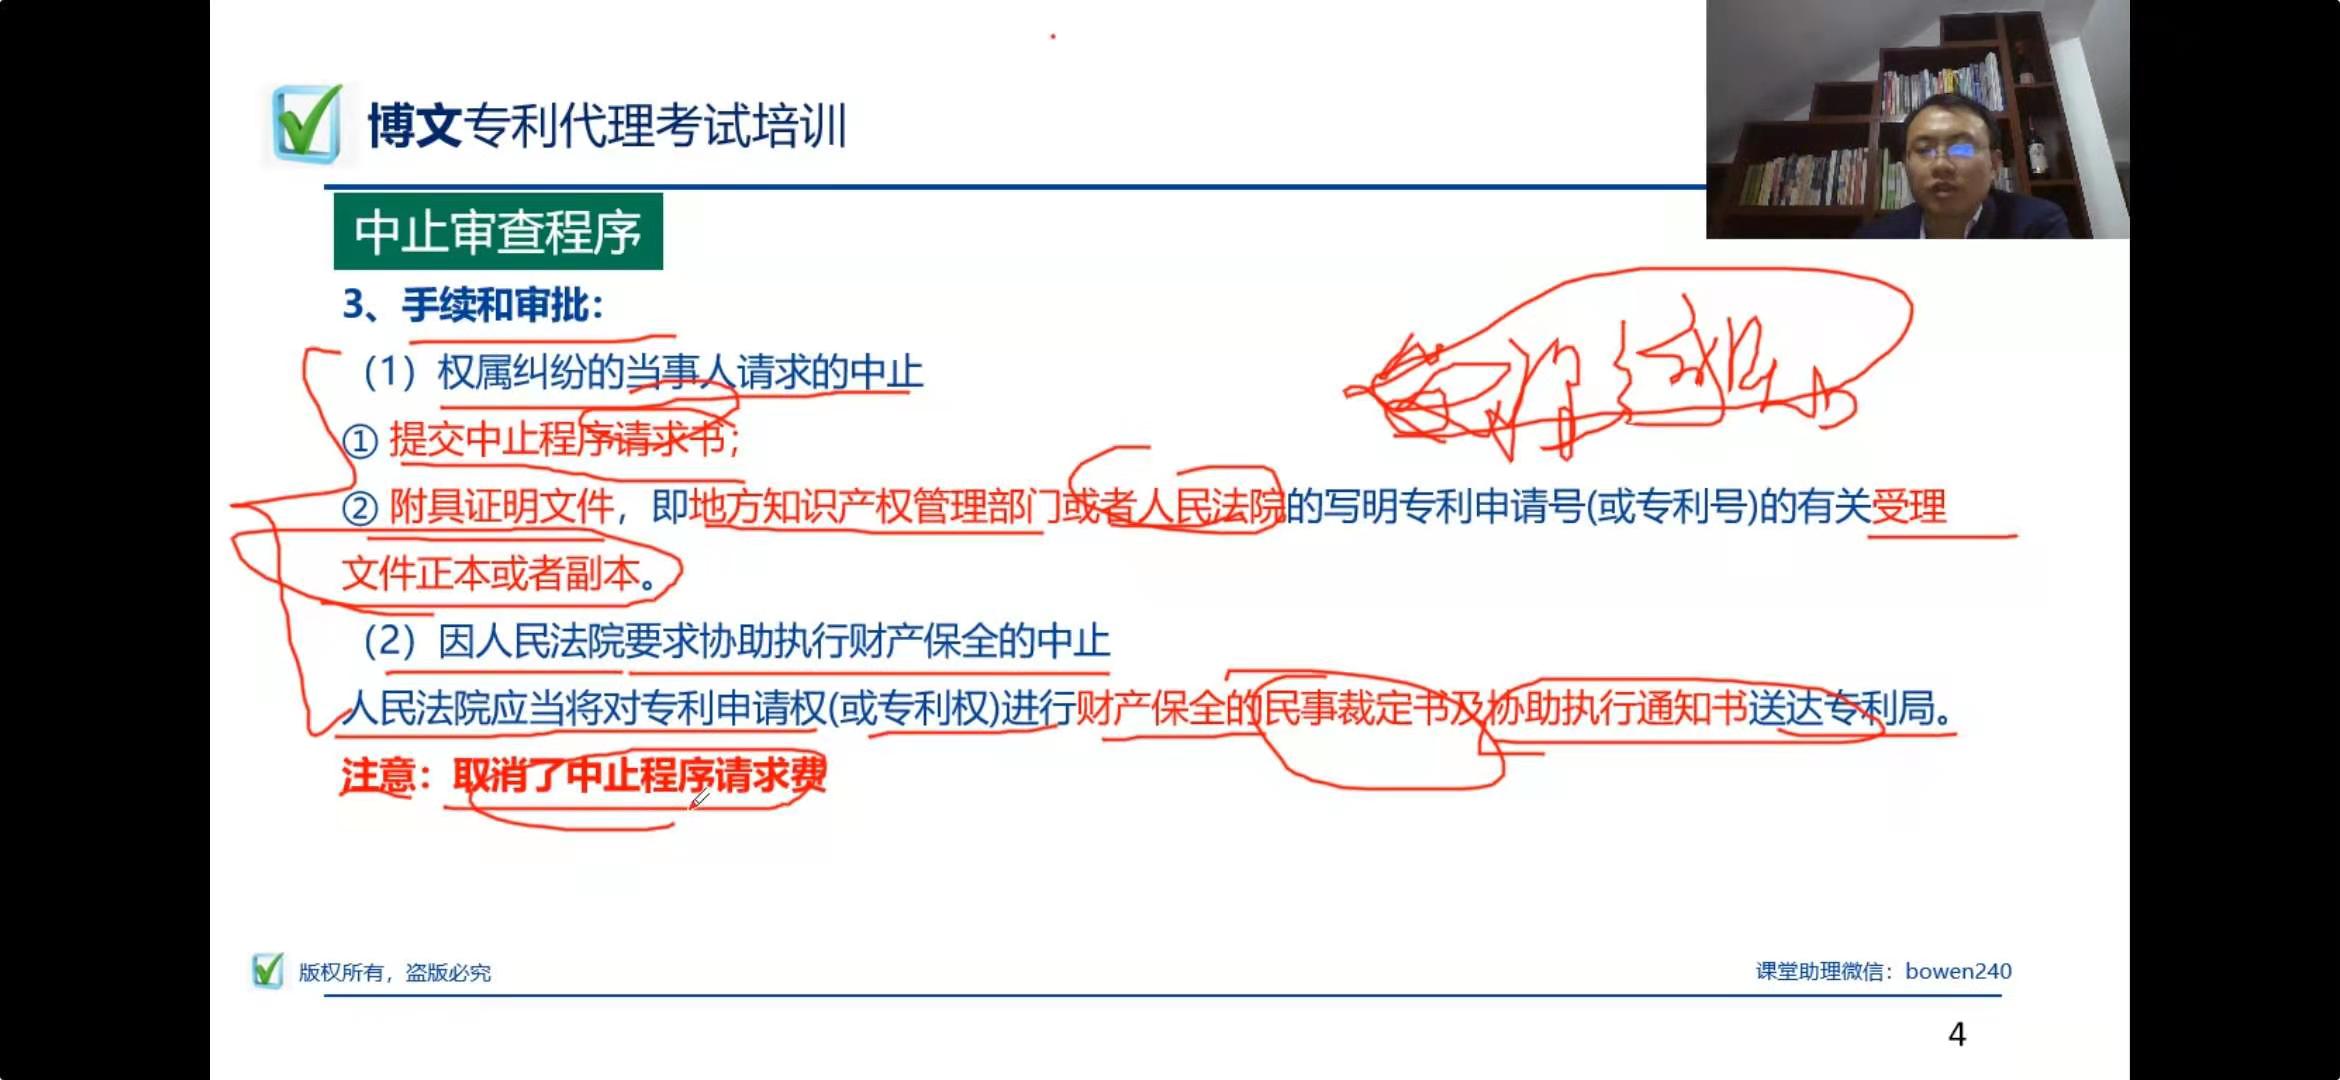 博文专利代理考试培训
中止审查程序
3、手续和审批：
（1）权属纠纷的当事人请求的中止
① 提交中止程序请求书；
② 附具证明文件，即地方知识产权管理部门或者人民法院的写明专利申请号(或专利号)的有关受理
文件正本或者副本。
（2）因人民法院要求协助执行财产保全的中止
人民法院应当将对专利申请权(或专利权)进行财产保全的民事裁定书及协助执行通知书送达专利局。
注意：取消了中止程序请求费
版权所有，盗版必究
课堂助理微信：bowen240
4